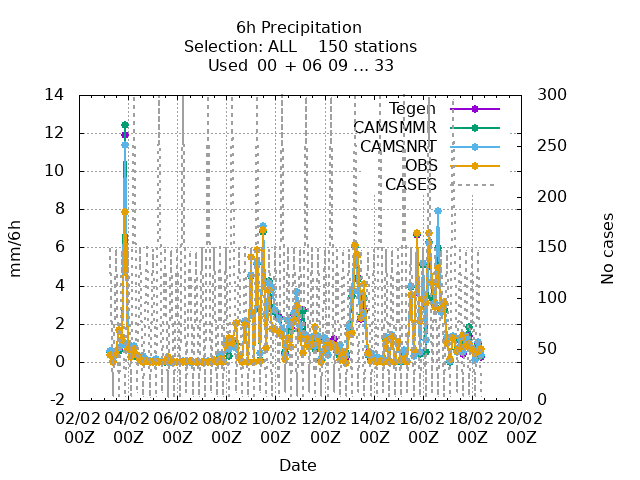 6h Precipitation
Selection: ALL    150 stations
Used  00 + 06 09 ... 33
14
12
10
8
6
4
2
0
-2
mm/6h
300
250
200
150
100
50
0
No cases
Tegen
CAMSMMR
CAMSNRT
OBS
CASES
02/02 04/02 06/02 08/02 10/02 12/02 14/02 16/02 18/02 20/02
00Z 00Z 00Z 00Z 00Z 00Z 00Z 00Z 00Z 00Z
Date